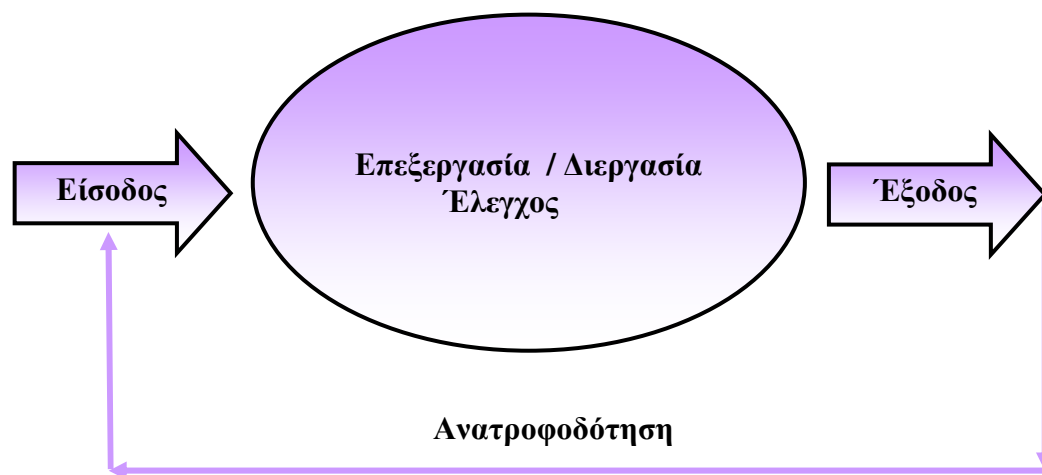 Είσοδος
Επεξεργασία / Διεργασία
Έλεγχος
Έξοδος
Ανατροφοδότηση